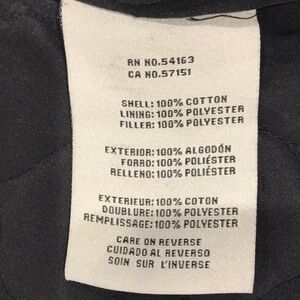 RN NO.54163
CA NO.57151
SHELL: 100% COTTON
LINING: 100% POLYESTER
FILLER: 100% POLYESTER
EXTERIOR: 100% ALGODÓN
FORRO: 100% POLIÉSTER
RELLENO: 100% POLIÉSTER
EXTERIEUR: 100% COTON
DOUBLURE: 100% POLYESTER
REMPLISSAGE: 100% POLYESTER
CARE ON REVERSE
CUIDADO AL REVERSO
SOIN SUR L'INVERSE